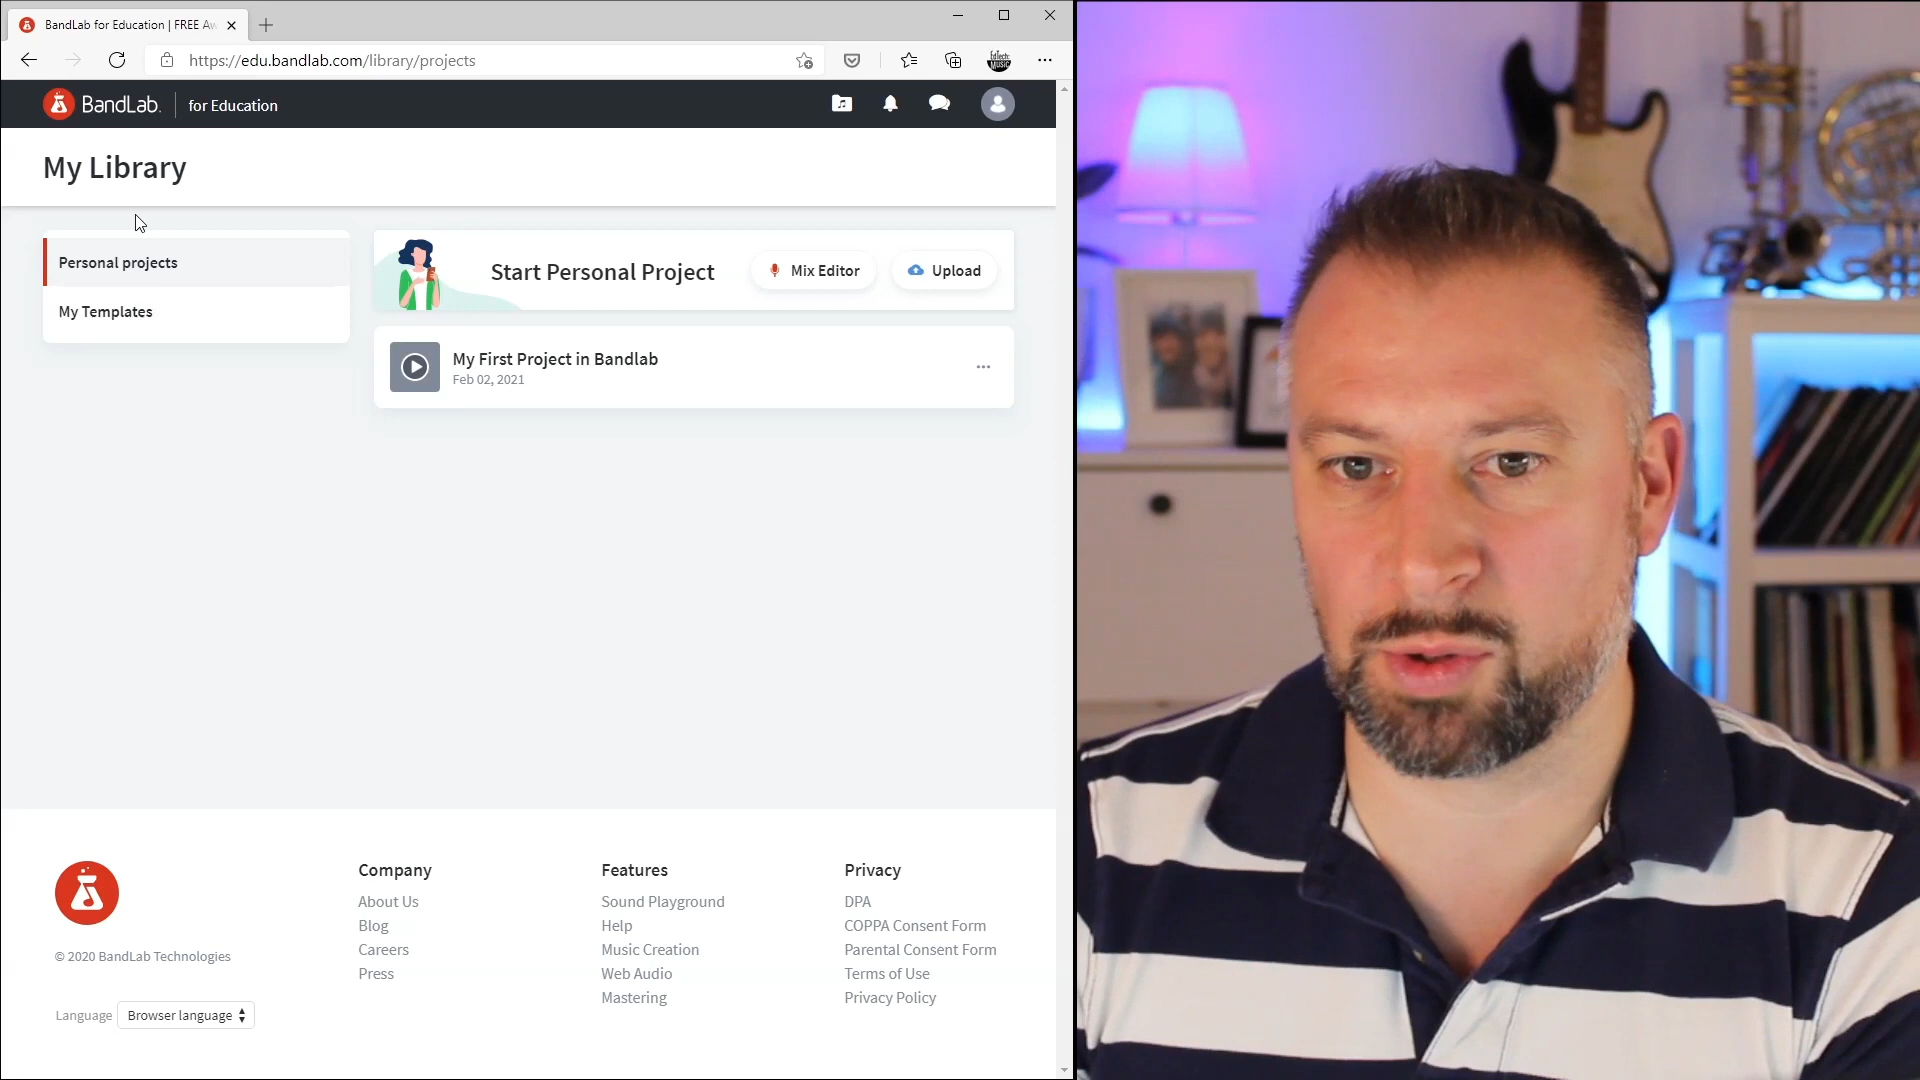 BandLab for Education | FREE Aw
https://edu.bandlab.com/library/projects
EdTech
Music
BandLab. for Education
My Library
Personal projects
My Templates
Start Personal Project
Mix Editor
Upload
My First Project in Bandlab
Feb 02, 2021
...
© 2020 BandLab Technologies
Language
Browser language
Company
About Us
Blog
Careers
Press
Features
Sound Playground
Help
Music Creation
Web Audio
Mastering
Privacy
DPA
COPPA Consent Form
Parental Consent Form
Terms of Use
Privacy Policy